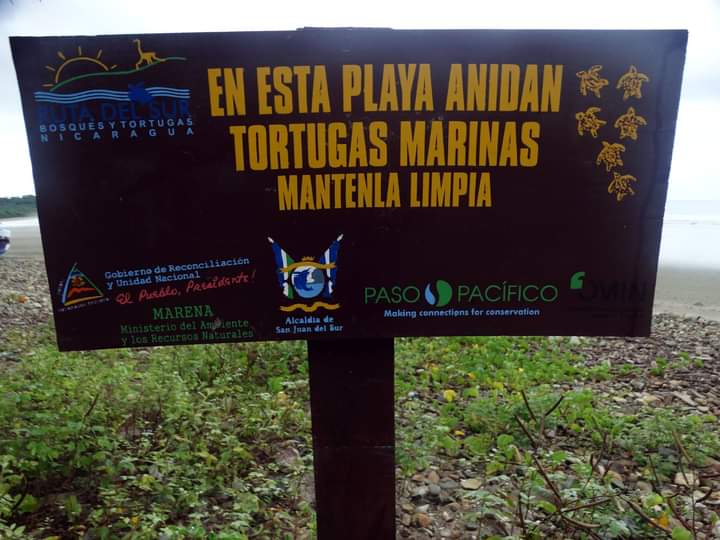 RUTA DEL SUR
BOSQUES Y TORTUGAS
NICARAGUA
EN ESTA PLAYA ANIDAN
TORTUGAS MARINAS
MANTENLA LIMPIA
Gobierno de Reconciliación
y Unidad Nacional
El Pueblo, Presidente!
MARENA
Ministerio del Ambiente
y los Recursos Naturales
Alcaldía de
San Juan del Sur
PASO PACÍFICO
Making connections for conservation
OMIN